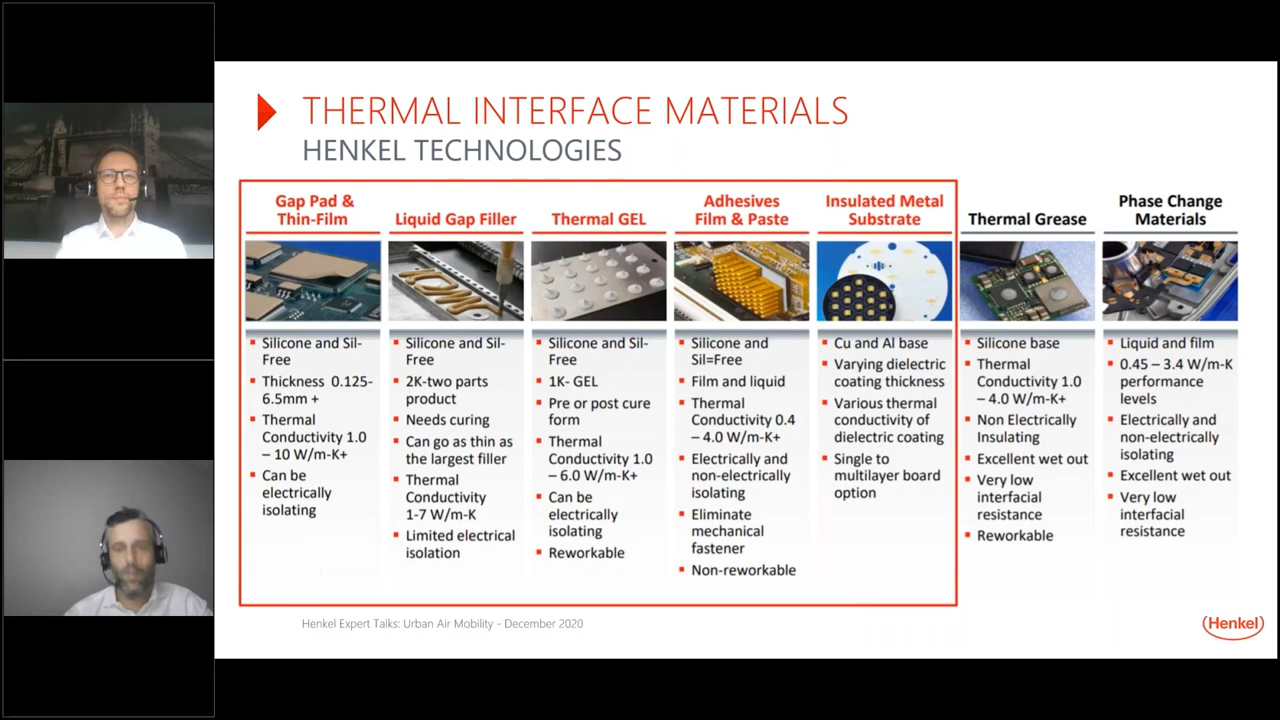 THERMAL INTERFACE MATERIALS
HENKEL TECHNOLOGIES
Gap Pad &
Thin-Film
Silicone and Sil-
Free
Thickness 0.125-
6.5mm +
Thermal
Conductivity 1.0
– 10 W/m-K+
Can be
electrically
isolating
Liquid Gap Filler
Silicone and Sil-
Free
2K-two parts
product
Needs curing
Can go as thin as
the largest filler
Thermal
Conductivity
1-7 W/m-K
Limited electrical
isolation
Thermal GEL
Silicone and Sil-
Free
1K- GEL
Pre or post cure
form
Thermal
Conductivity 1.0
– 6.0 W/m-K+
Can be
electrically
isolating
Reworkable
Adhesives
Film & Paste
Silicone and
Sil=Free
Film and liquid
Thermal
Conductivity 0.4
– 4.0 W/m-K+
Electrically and
non-electrically
isolating
Eliminate
mechanical
fastener
Non-reworkable
Insulated Metal
Substrate
Cu and Al base
Varying dielectric
coating thickness
Various thermal
conductivity of
dielectric coating
Single to
multilayer board
option
Thermal Grease
Silicone base
Thermal
Conductivity 1.0
– 4.0 W/m-K+
Non Electrically
Insulating
Excellent wet out
Very low
interfacial
resistance
Reworkable
Phase Change
Materials
Liquid and film
0.45 – 3.4 W/m-K
performance
levels
Electrically and
non-electrically
isolating
Excellent wet out
Very low
interfacial
resistance
Henkel Expert Talks: Urban Air Mobility - December 2020
Henkel